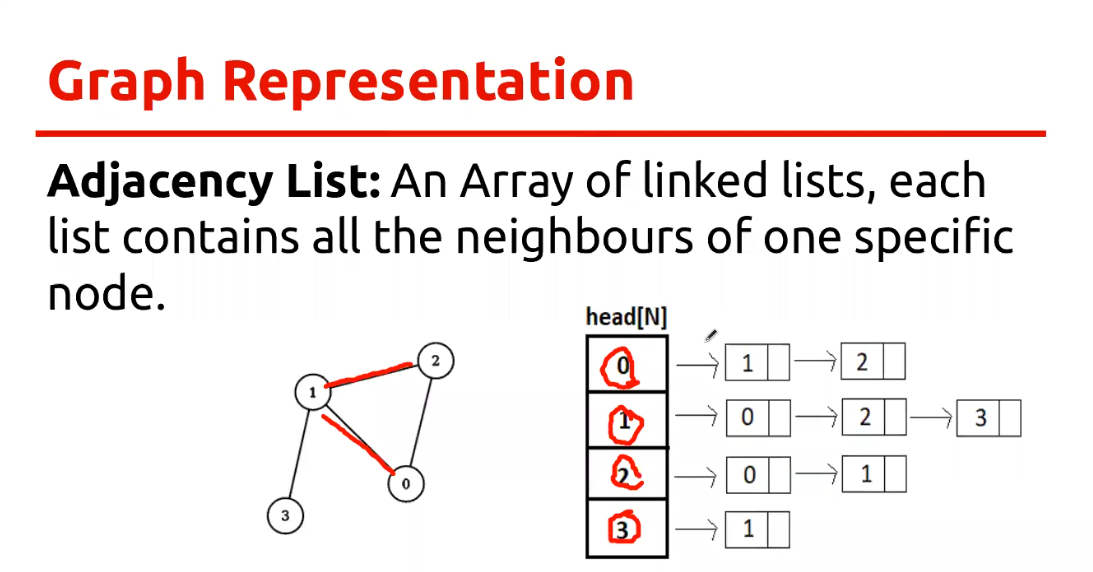 Graph Representation
Adjacency List: An Array of linked lists, each
list contains all the neighbours of one specific
node.
head[N]
0 1 2
1 0 2 3
2 0 1
3 1
2
1
0
3